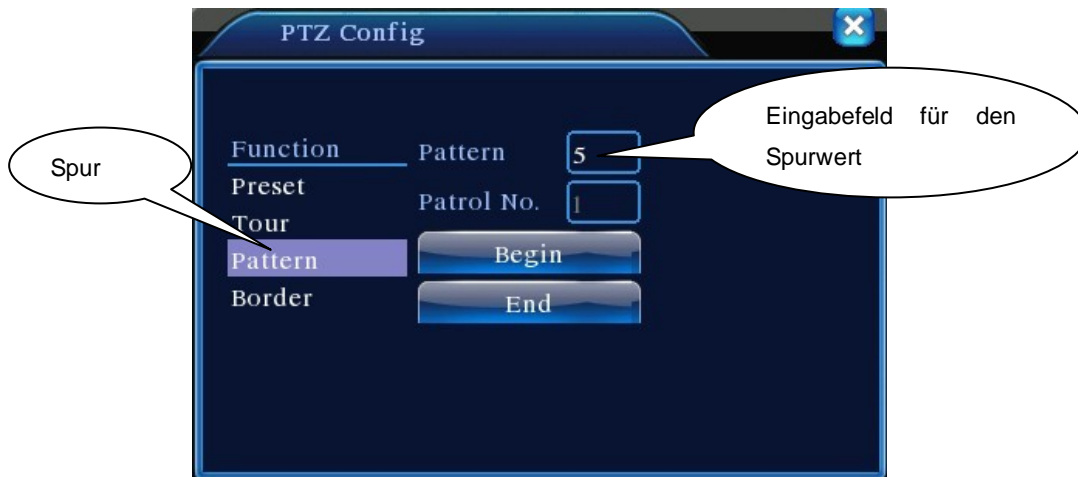 PTZ Config
Eingabefeld für den
Spurwert
Spur
Function
Preset
Tour
Pattern
Border
Pattern 5
Patrol No. 1
Begin
End